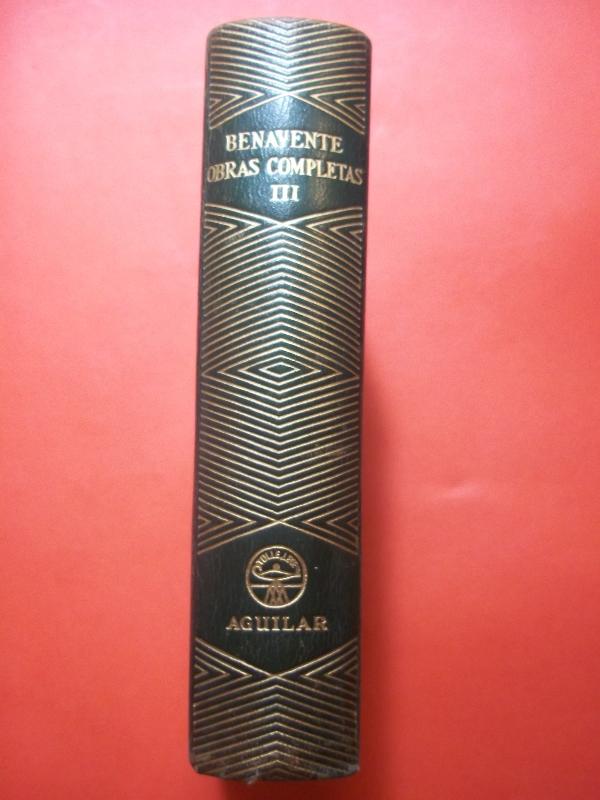 BENAVENTE
OBRAS COMPLETAS
III
AGUILAR